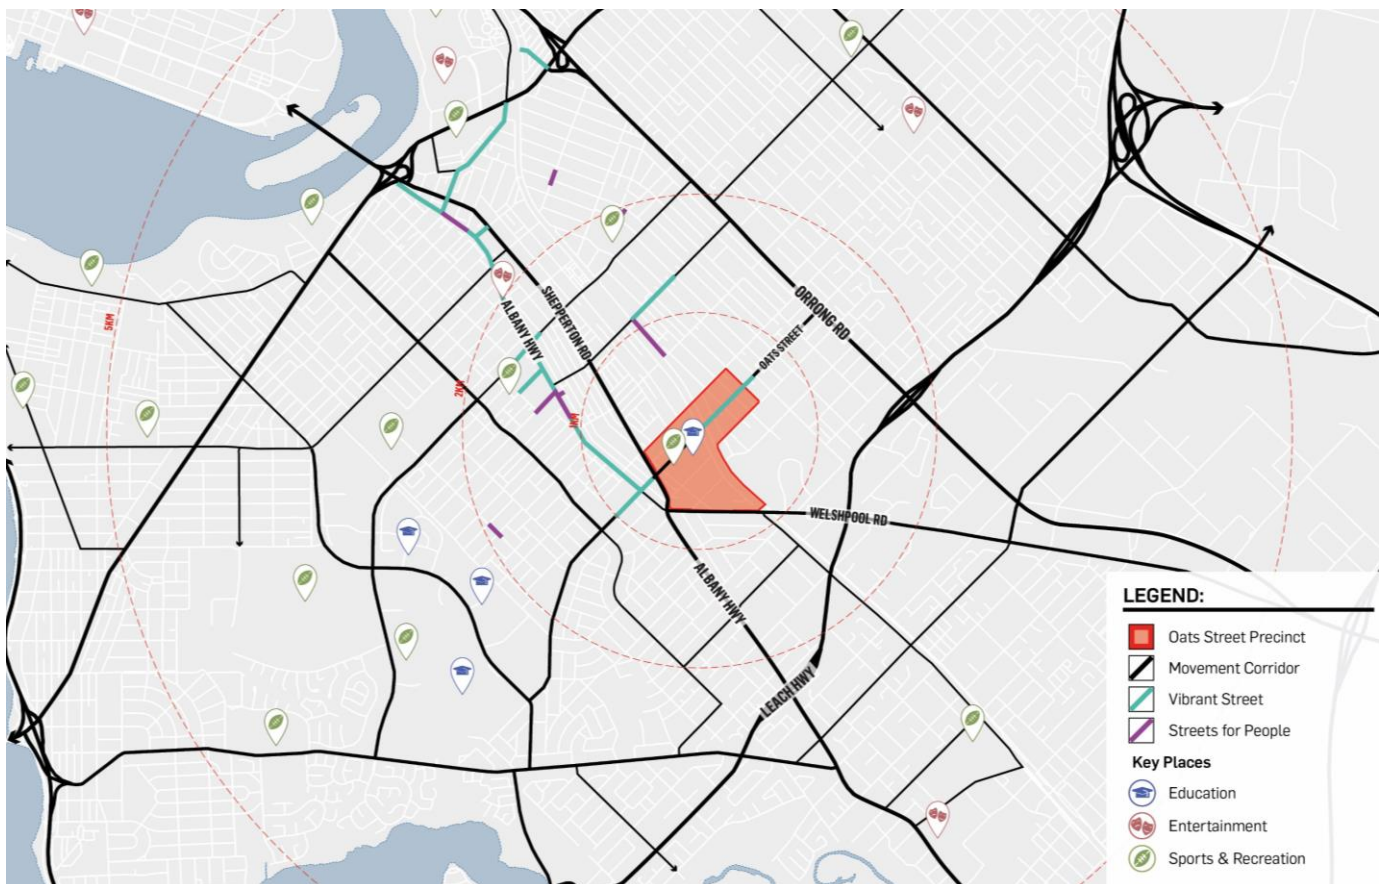 5KM
2KM
1KM
SHEPPERTON RD
ALBANY HWY
ORRONG RD
OATS STREET
WELSHPOOL RD
ALBANY HWY
LEACH HWY
LEGEND:
Oats Street Precinct
Movement Corridor
Vibrant Street
Streets for People
Key Places
Education
Entertainment
Sports & Recreation